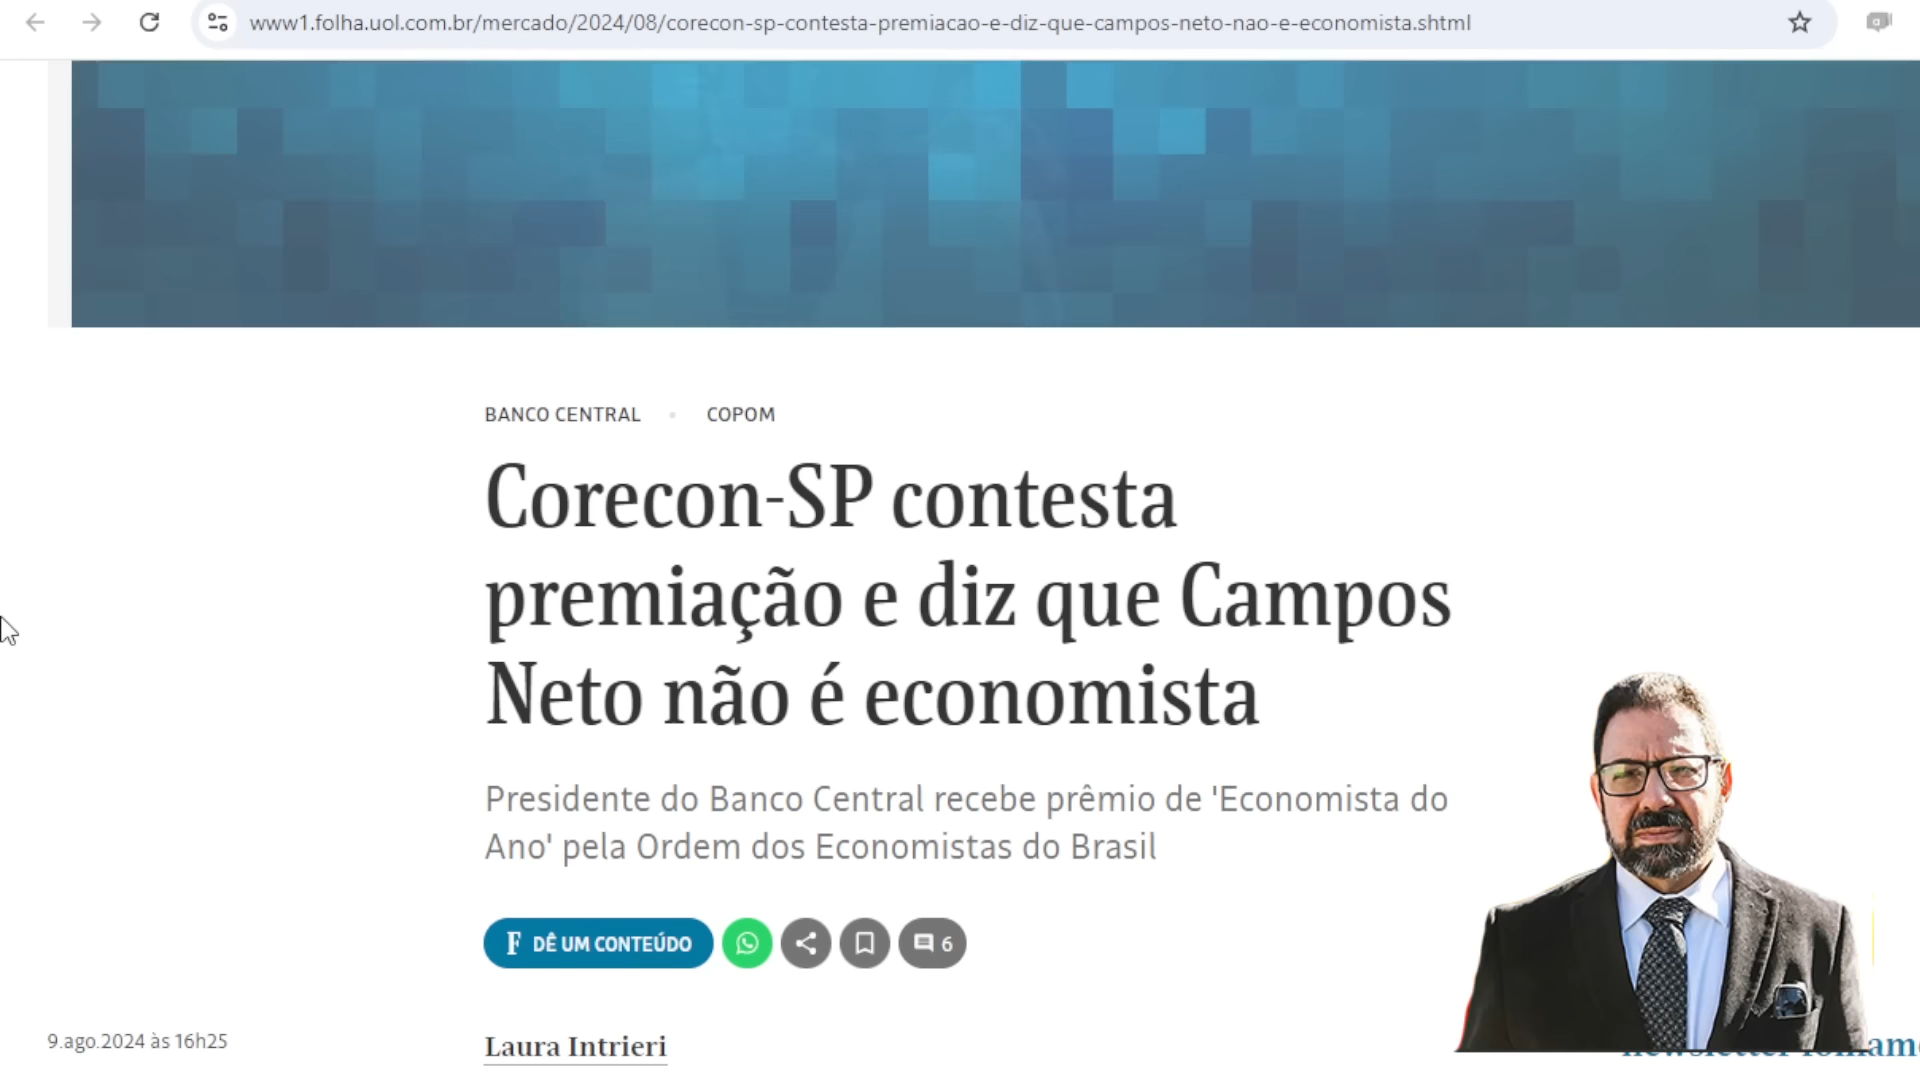 www1.folha.uol.com.br/mercado/2024/08/corecon-sp-contesta-premiacao-e-diz-que-campos-neto-nao-e-economista.shtml
BANCO CENTRAL • COPOM
Corecon-SP contesta
premiação e diz que Campos
Neto não é economista
Presidente do Banco Central recebe prêmio de 'Economista do
Ano' pela Ordem dos Economistas do Brasil
F DÊ UM CONTEÚDO 6
9.ago.2024 às 16h25
Laura Intrieri
newsletter